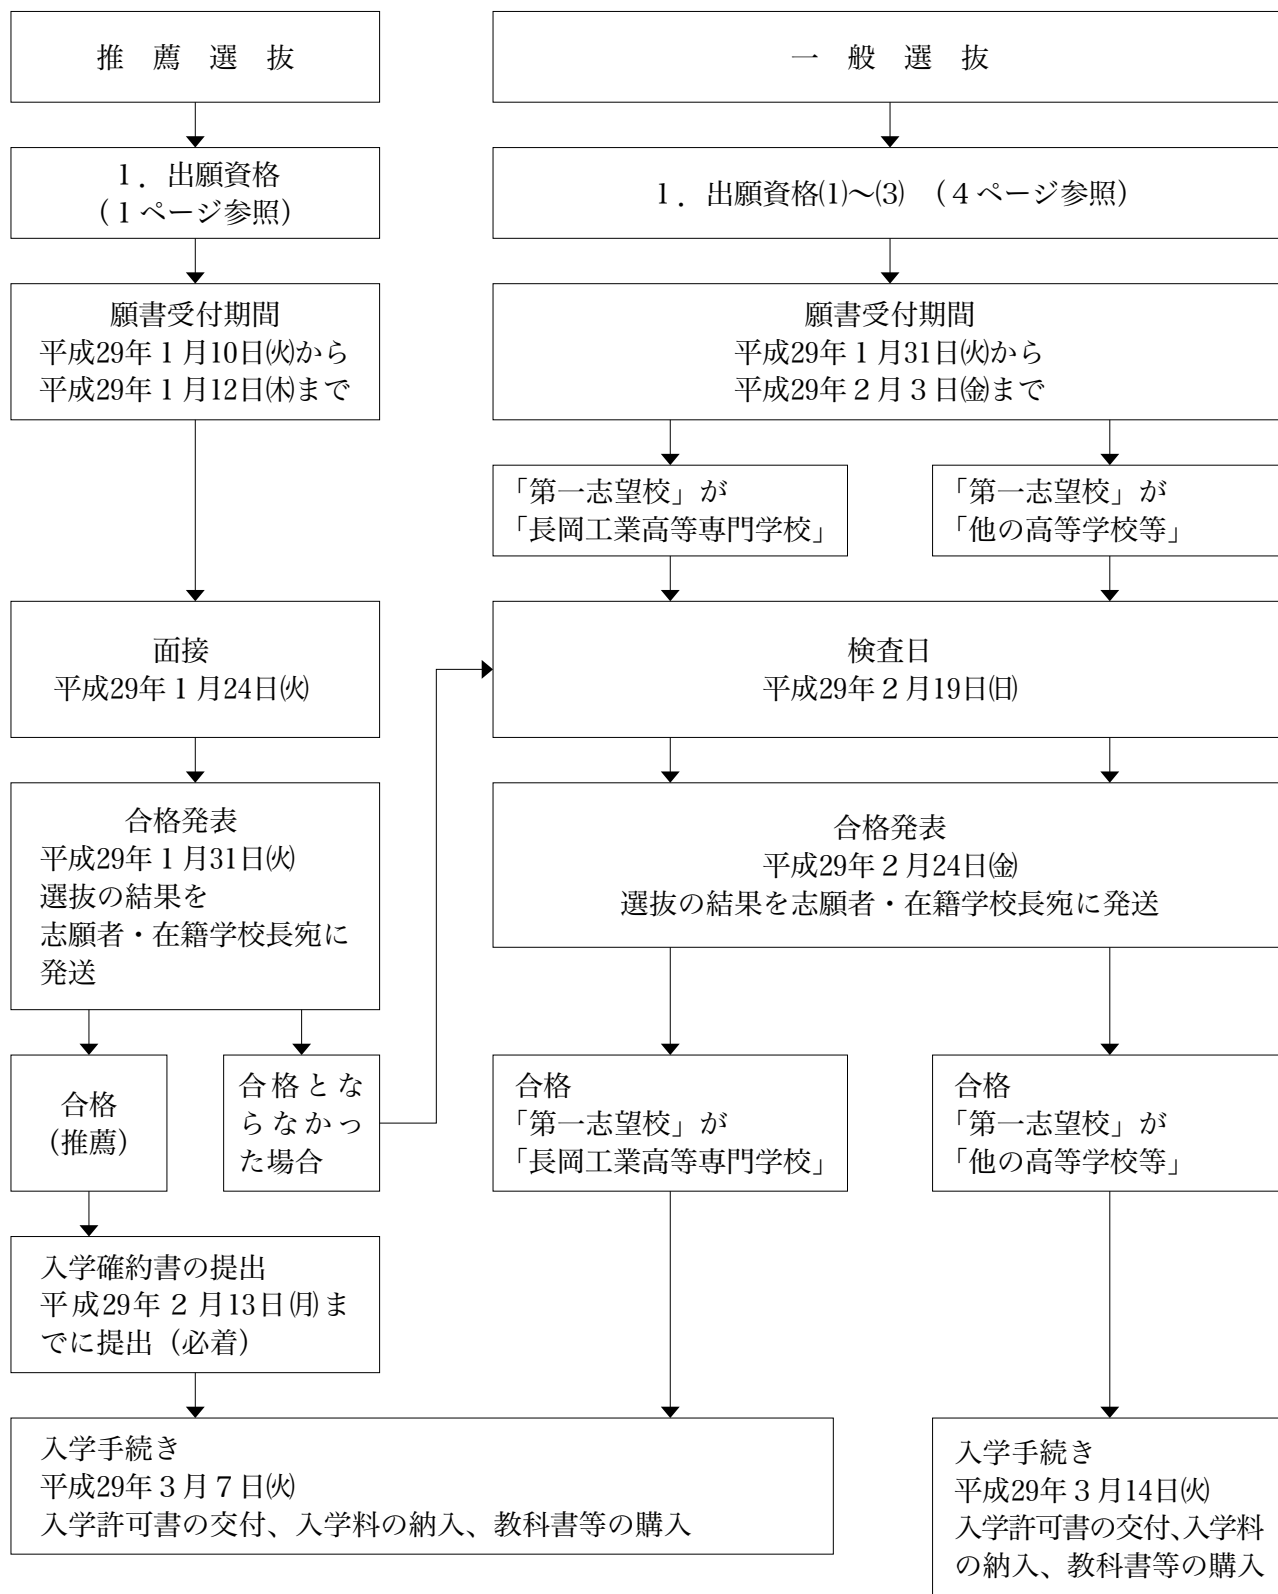 推薦選抜
1．出願資格
（1ページ参照）
願書受付期間
平成29年1月10日㈫から
平成29年1月12日㈭まで
面接
平成29年1月24日㈫
合格発表
平成29年1月31日㈫
選抜の結果を
志願者・在籍学校長宛に
発送
合格
（推薦）
合格とな
らなかっ
た場合
入学確約書の提出
平成29年2月13日㈪ま
でに提出（必着）
一般選抜
1．出願資格⑴〜⑶　（4ページ参照）
願書受付期間
平成29年1月31日㈫から
平成29年2月3日㈮まで
「第一志望校」が
「長岡工業高等専門学校」
「第一志望校」が
「他の高等学校等」
検査日
平成29年2月19日㈰
合格発表
平成29年2月24日㈮
選抜の結果を志願者・在籍学校長宛に発送
合格
「第一志望校」が
「長岡工業高等専門学校」
合格
「第一志望校」が
「他の高等学校等」
入学手続き
平成29年3月7日㈫
入学許可書の交付、入学料の納入、教科書等の購入
入学手続き
平成29年3月14日㈫
入学許可書の交付、入学料
の納入、教科書等の購入